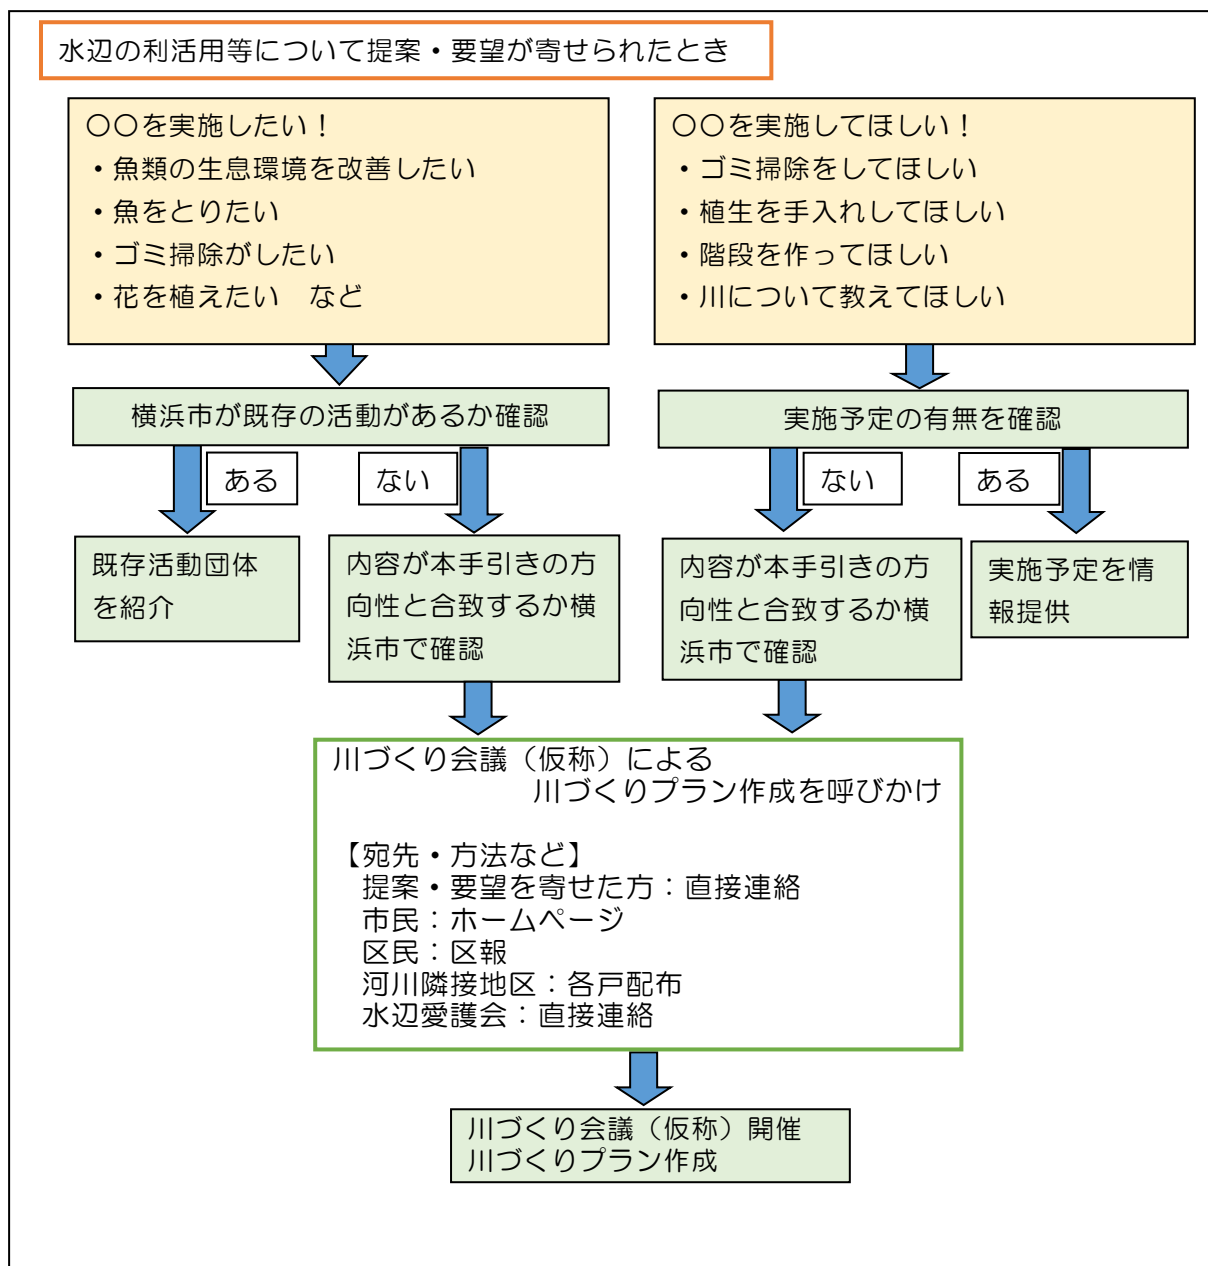 水辺の利活用等について提案・要望が寄せられたとき
〇〇を実施したい！
・魚類の生息環境を改善したい
・魚をとりたい
・ゴミ掃除がしたい
・花を植えたい　など
〇〇を実施してほしい！
・ゴミ掃除をしてほしい
・植生を手入れしてほしい
・階段を作ってほしい
・川について教えてほしい
横浜市が既存の活動があるか確認
実施予定の有無を確認
ある
ない
ない
ある
既存活動団体
を紹介
内容が本手引きの方
向性と合致するか横
浜市で確認
内容が本手引きの方
向性と合致するか横
浜市で確認
実施予定を情
報提供
川づくり会議（仮称）による
川づくりプラン作成を呼びかけ
【宛先・方法など】
提案・要望を寄せた方：直接連絡
市民：ホームページ
区民：区報
河川隣接地区：各戸配布
水辺愛護会：直接連絡
川づくり会議（仮称）開催
川づくりプラン作成